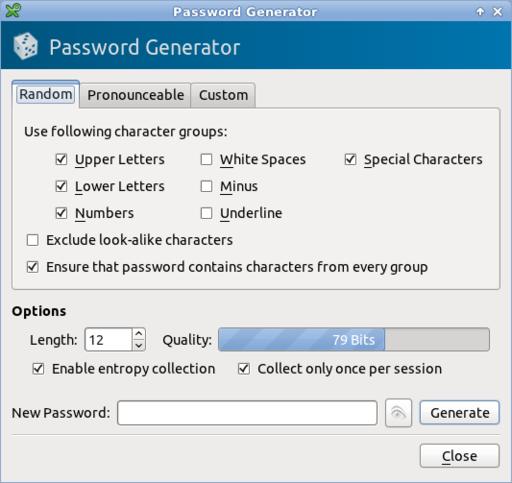 Password Generator
Password Generator
Random Pronounceable Custom
Use following character groups:
Upper Letters White Spaces Special Characters
Lower Letters Minus
Numbers Underline
Exclude look-alike characters
Ensure that password contains characters from every group
Options
Length: 12 Quality: 79 Bits
Enable entropy collection Collect only once per session
New Password: Generate
Close